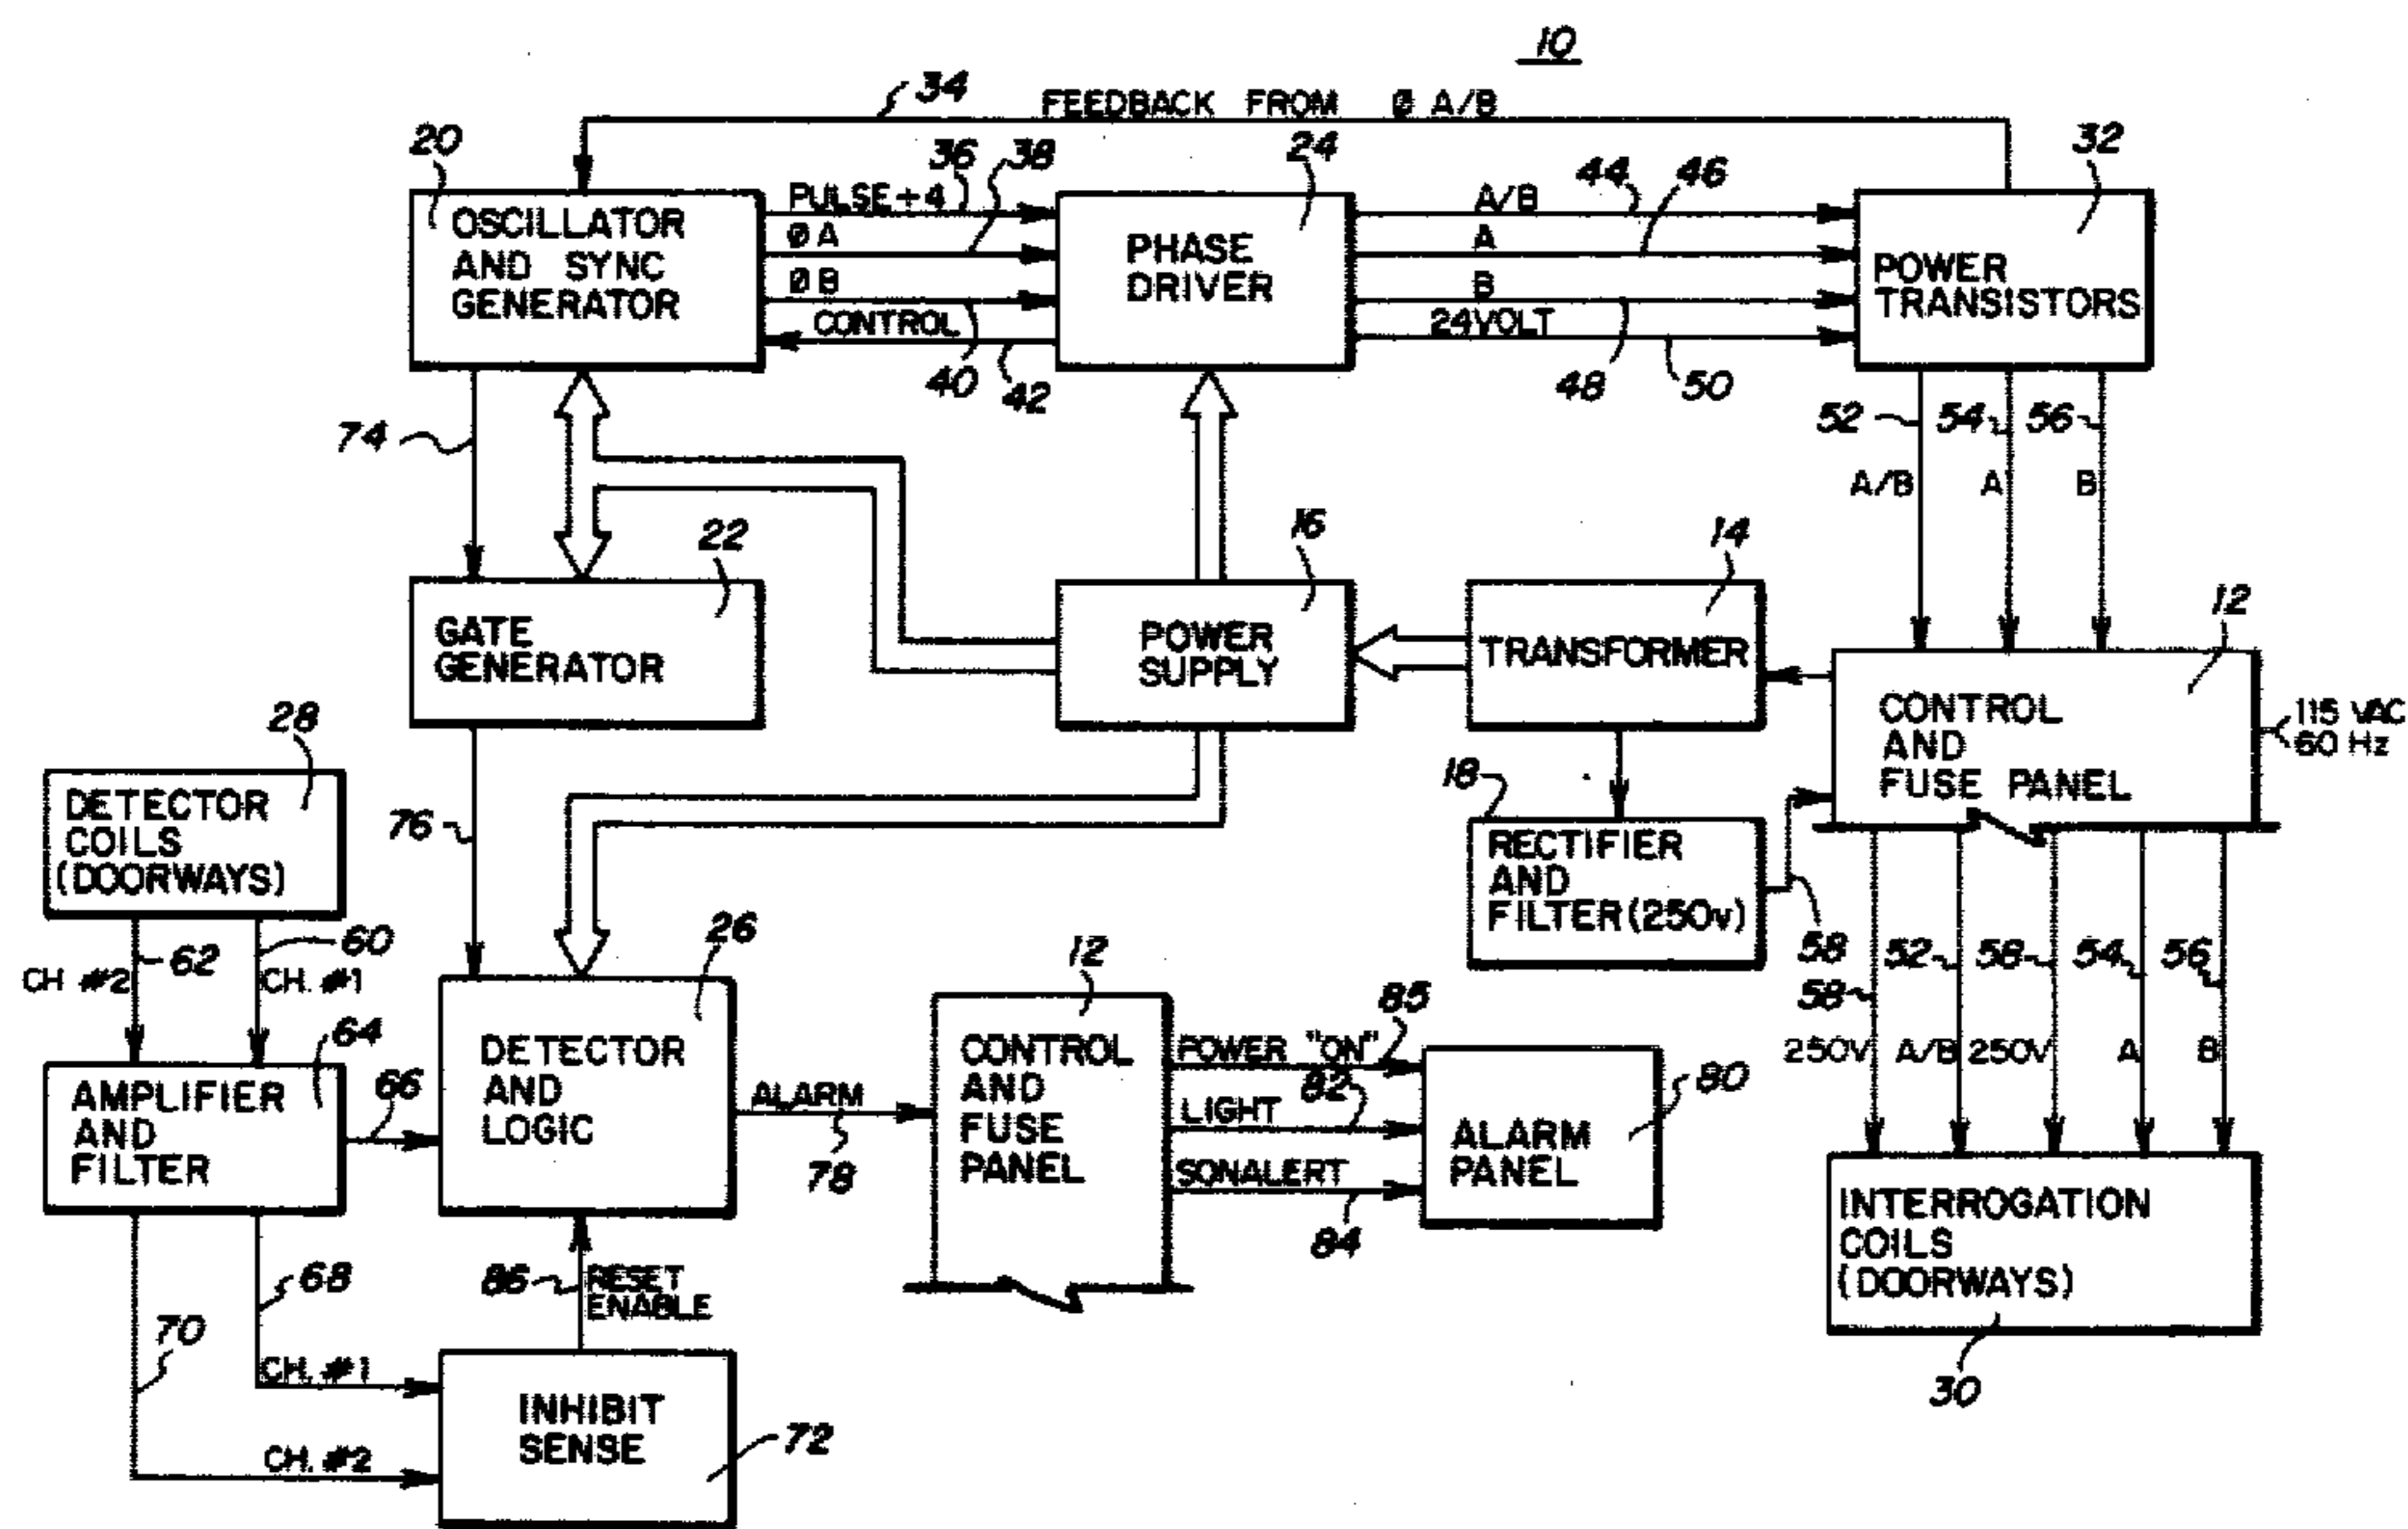 10
34
FEEDBACK FROM Ø A/B
20
36
38
24
32
44
46
OSCILLATOR
AND SYNC
GENERATOR
PULSE÷4
ØA
ØB
CONTROL
40
42
PHASE
DRIVER
A/B
A
B
24VOLT
48
50
POWER
TRANSISTORS
52
54
56
A/B
A
B
74
22
16
14
12
GATE
GENERATOR
POWER
SUPPLY
TRANSFORMER
CONTROL
AND
FUSE PANEL
115 VAC
60 Hz
28
DETECTOR
COILS
(DOORWAYS)
76
18
RECTIFIER
AND
FILTER(250v)
58
62
60
CH #2
CH. #1
26
12
58
52
58
54
56
250V
A/B
250V
A
B
64
AMPLIFIER
AND
FILTER
66
DETECTOR
AND
LOGIC
ALARM
78
CONTROL
AND
FUSE
PANEL
85
POWER "ON"
82
LIGHT
SONALERT
84
ALARM
PANEL
80
INTERROGATION
COILS
(DOORWAYS)
30
68
70
86
RESET
ENABLE
CH. #1
CH. #2
INHIBIT
SENSE
72